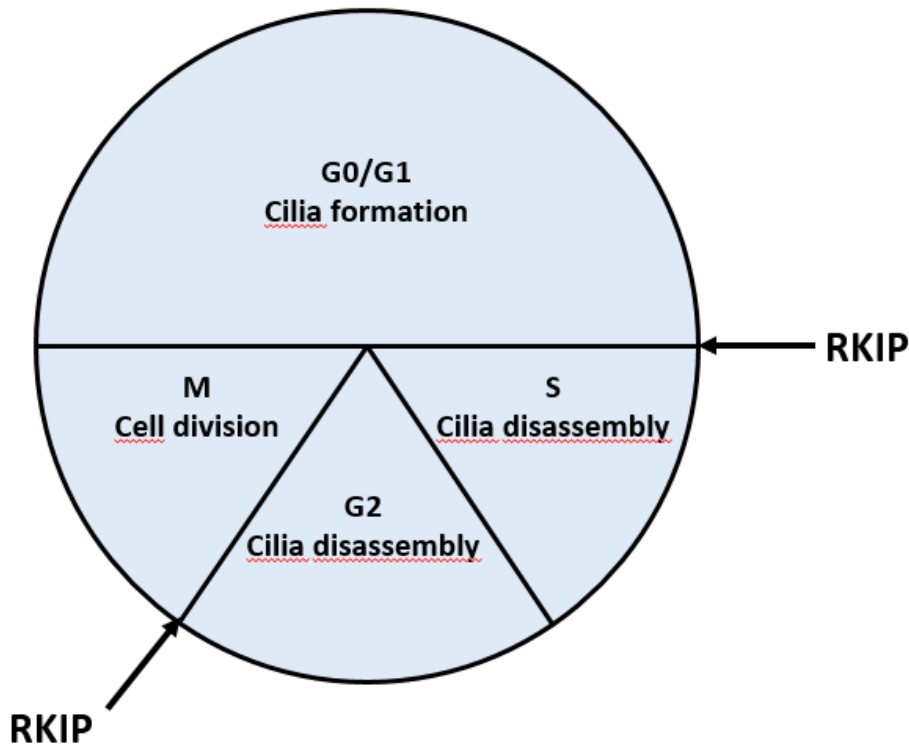 G0/G1
Cilia formation
RKIP
M
Cell division
S
Cilia disassembly
G2
Cilia disassembly
RKIP